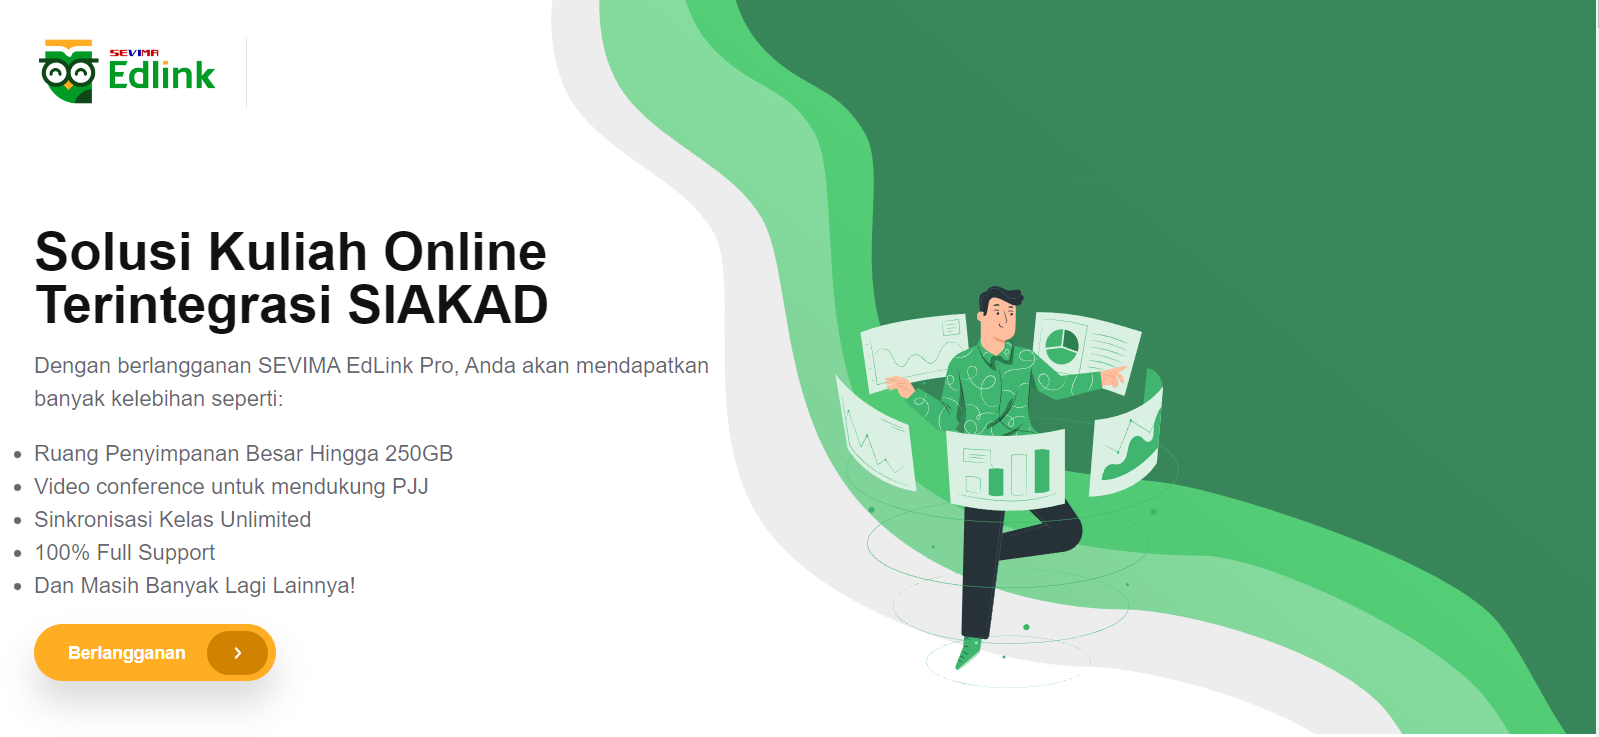 SEVIMA
Edlink
Solusi Kuliah Online
Terintegrasi SIAKAD
Dengan berlangganan SEVIMA EdLink Pro, Anda akan mendapatkan
banyak kelebihan seperti:
• Ruang Penyimpanan Besar Hingga 250GB
• Video conference untuk mendukung PJJ
• Sinkronisasi Kelas Unlimited
• 100% Full Support
• Dan Masih Banyak Lagi Lainnya!
Berlangganan